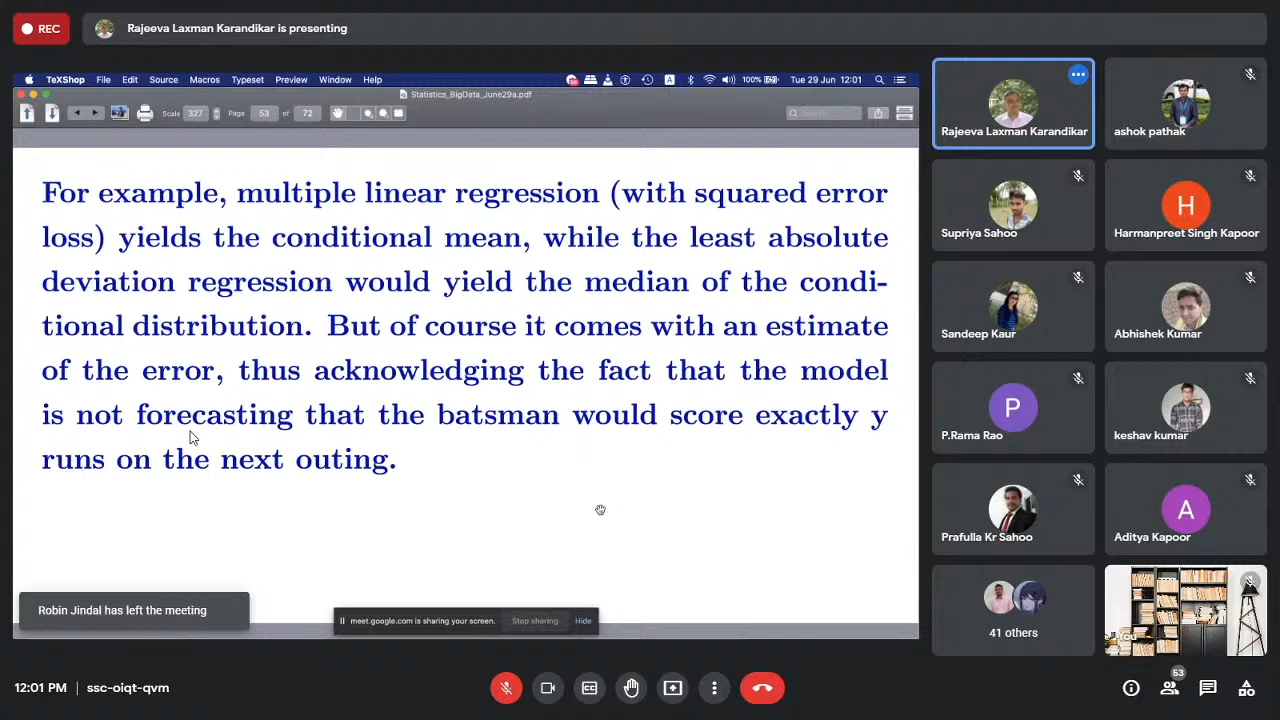 REC
Rajeeva Laxman Karandikar is presenting
TeXShop File Edit Source Macros Typeset Preview Window Help
A 100% Tue 29 Jun 12:01
Statistics_BigData_June29a.pdf
Scale 327 Page 53 of 72
Search
For example, multiple linear regression (with squared error
loss) yields the conditional mean, while the least absolute
deviation regression would yield the median of the condi-
tional distribution. But of course it comes with an estimate
of the error, thus acknowledging the fact that the model
is not forecasting that the batsman would score exactly y
runs on the next outing.
Robin Jindal has left the meeting
meet.google.com is sharing your screen. Stop sharing Hide
Rajeeva Laxman Karandikar
ashok pathak
Supriya Sahoo
H
Harmanpreet Singh Kapoor
Sandeep Kaur
Abhishek Kumar
P
P.Rama Rao
keshav kumar
Prafulla Kr Sahoo
A
Aditya Kapoor
41 others
You
12:01 PM | ssc-oiqt-qvm
53